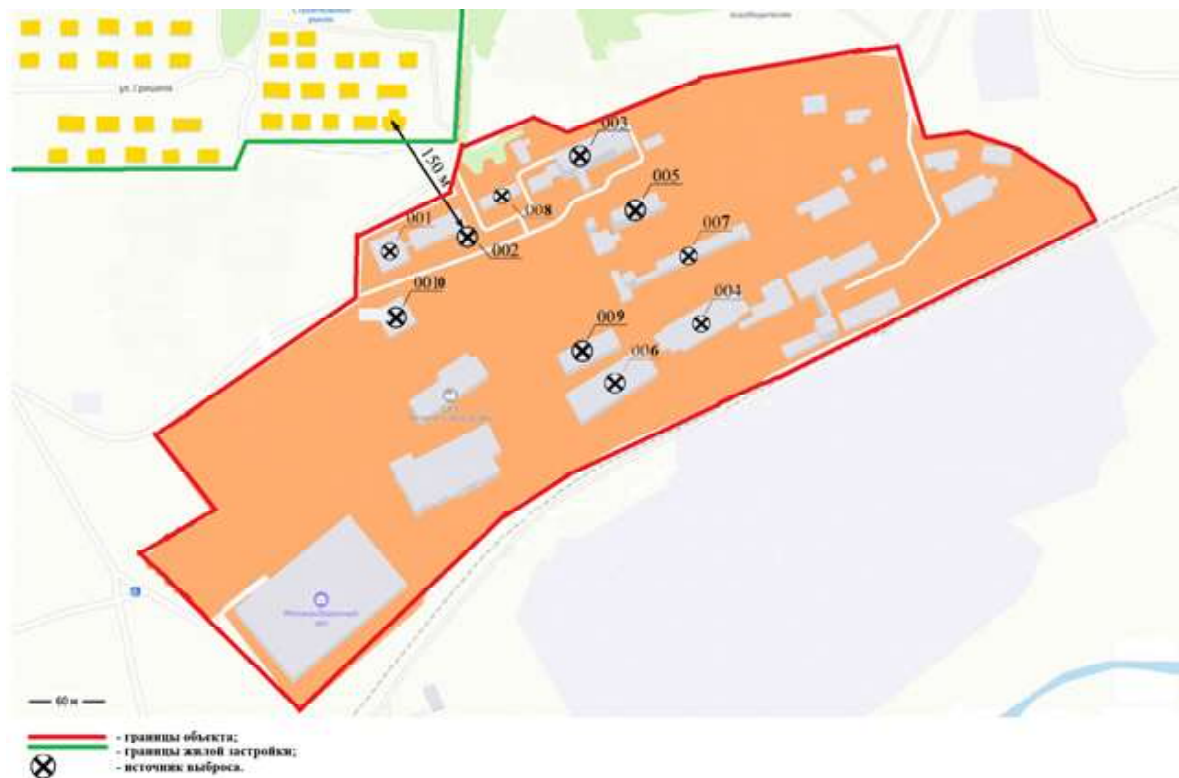 ул. Гришина
003
150 м
005
008
001
002
007
0010
004
009
006
60 м
- границы объекта;
- границы жилой застройки;
- источник выброса.